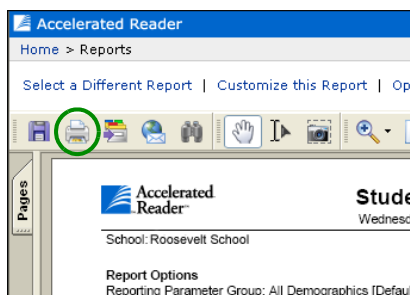 Accelerated Reader
Home > Reports
Select a Different Report | Customize this Report | Op
Pages
Accelerated Reader
Stude
Wednesd
School: Roosevelt School
Report Options
Reporting Parameter Group: All Demographics [Defaul